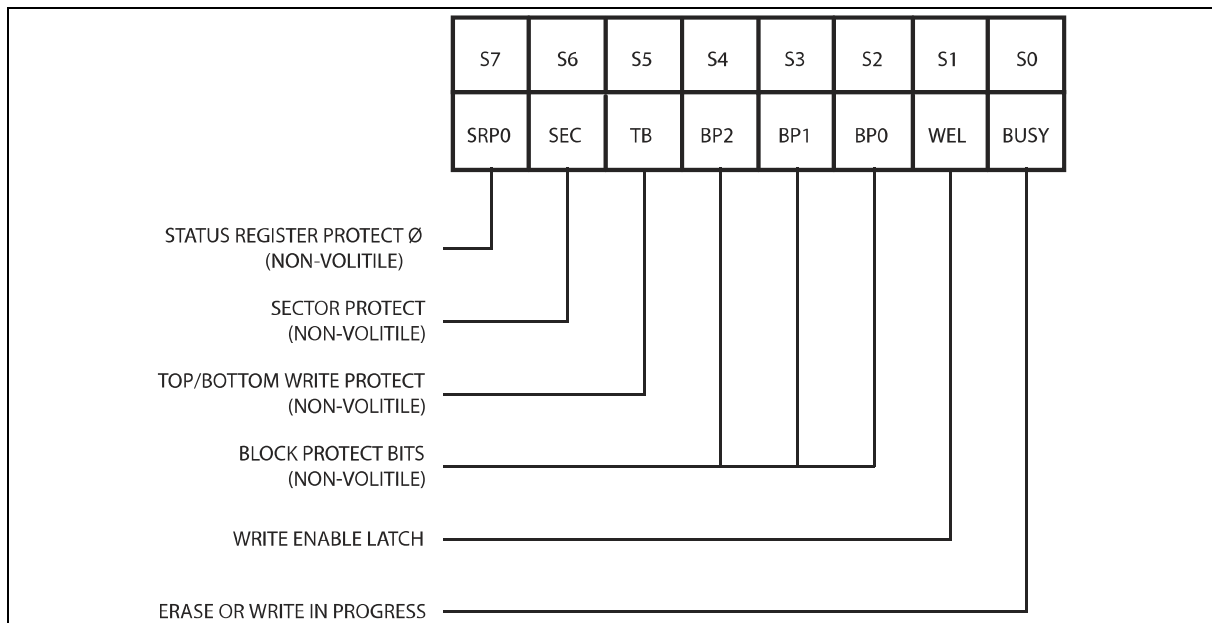 S7 S6 S5 S4 S3 S2 S1 S0
SRP0 SEC TB BP2 BP1 BP0 WEL BUSY
STATUS REGISTER PROTECT Ø
(NON-VOLITILE)
SECTOR PROTECT
(NON-VOLITILE)
TOP/BOTTOM WRITE PROTECT
(NON-VOLITILE)
BLOCK PROTECT BITS
(NON-VOLITILE)
WRITE ENABLE LATCH
ERASE OR WRITE IN PROGRESS